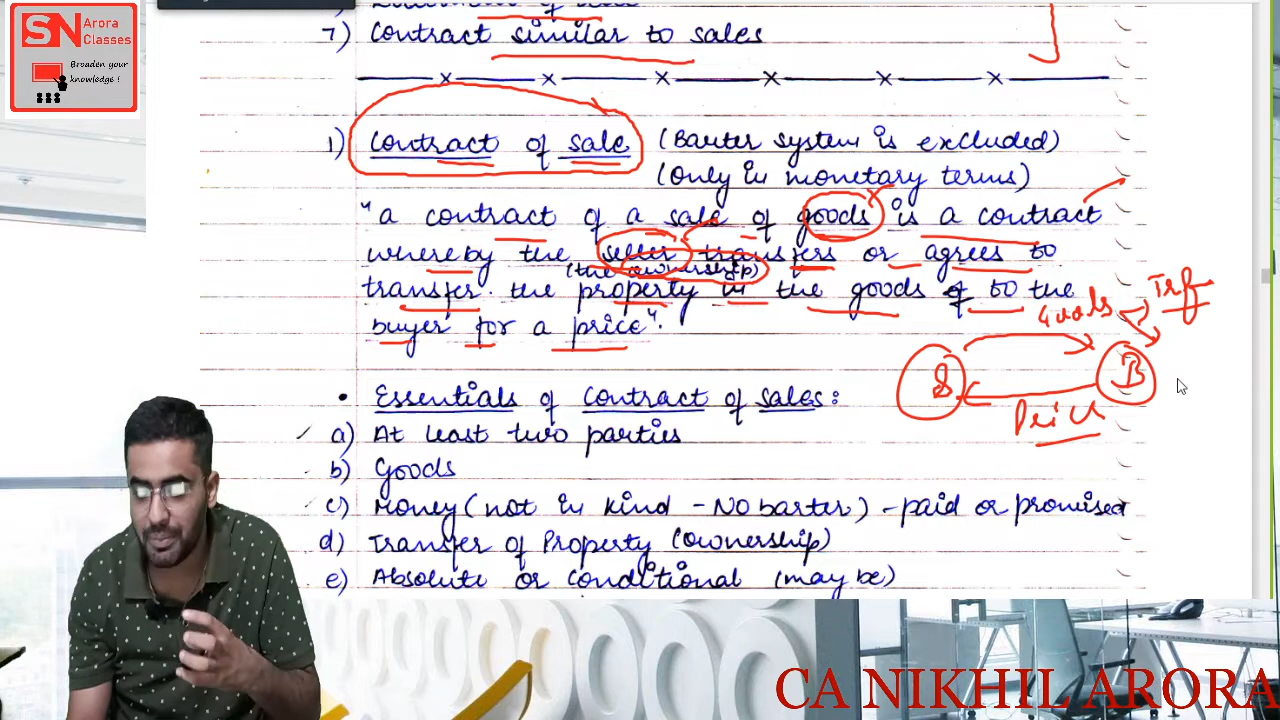 SN Arora
Classes
Broaden your
knowledge !
7) Contract similar to sales
1) Contract of sale (Barter system is excluded)
(Only in monetary terms)
"a contract of a sale of goods is a contract
whereby the seller transfers or agrees to
(the ownership)
transfer the property in the goods to the
buyer for a price".
Goods Trf
S B
Price
• Essentials of Contract of sales:
a) At least two parties
b) Goods
c) Money (not in kind - NO barter) - paid or promised
d) Transfer of Property (ownership)
e) Absolute or conditional (may be)
CA NIKHIL ARORA